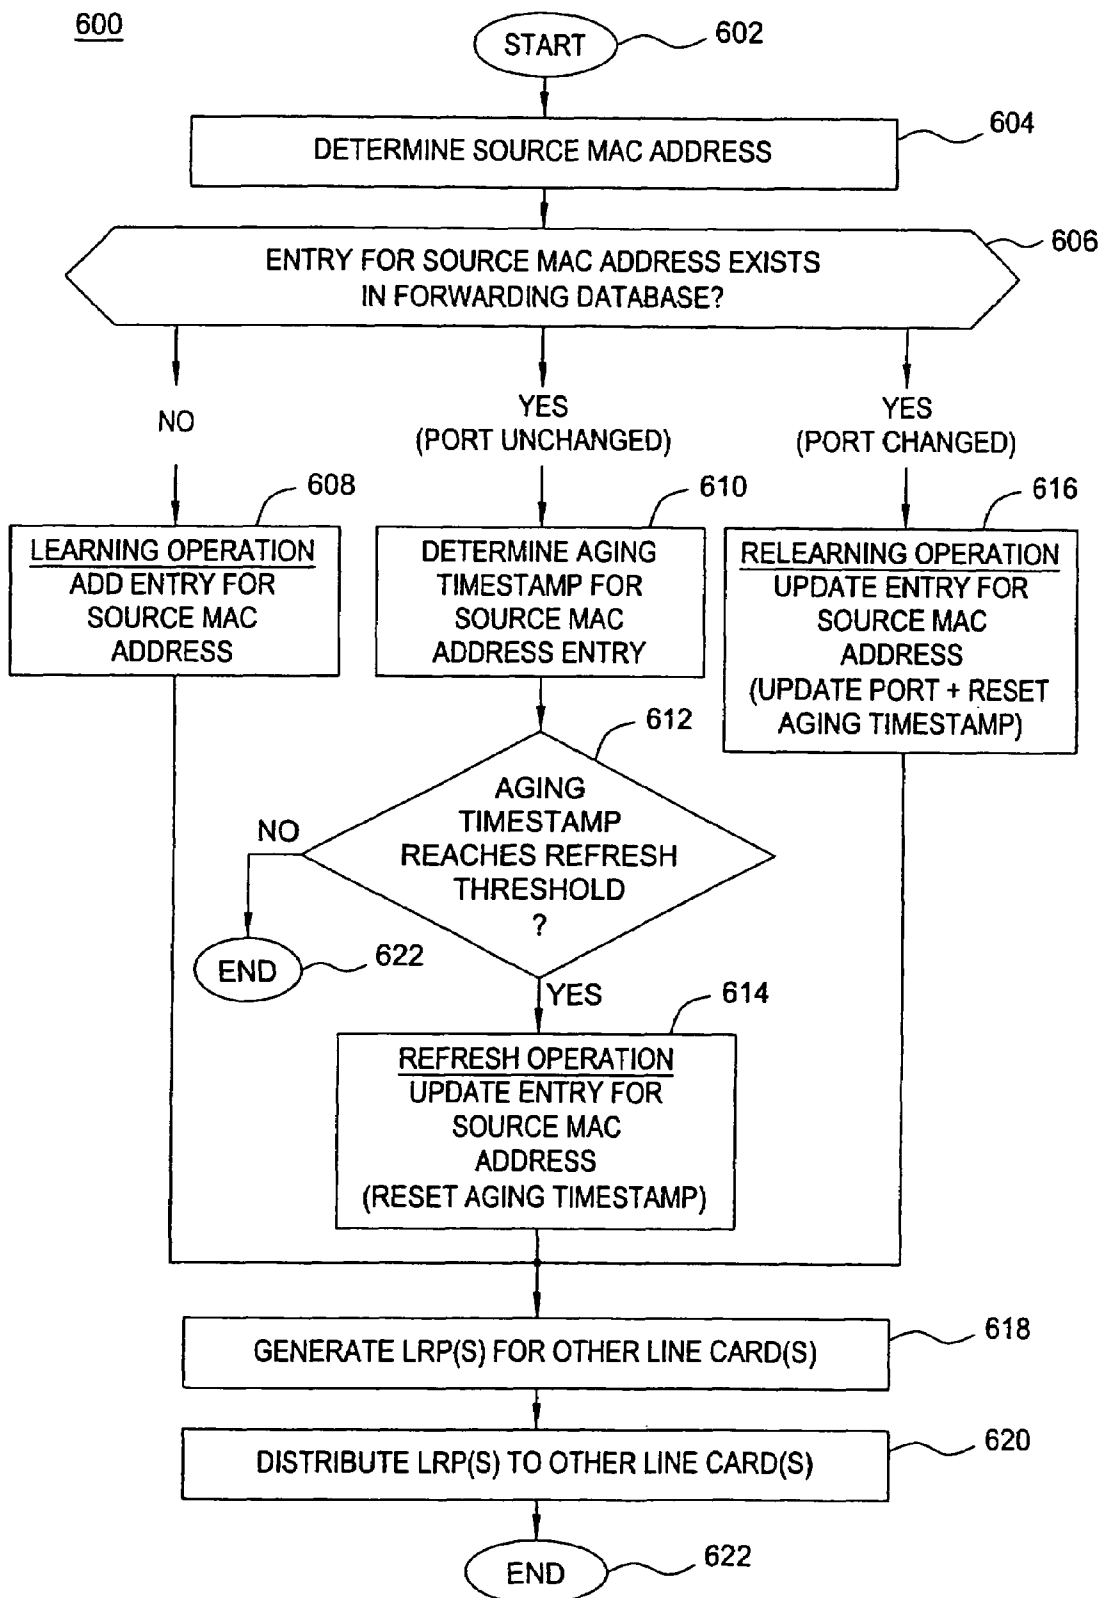 600
START
602
DETERMINE SOURCE MAC ADDRESS
604
ENTRY FOR SOURCE MAC ADDRESS EXISTS
IN FORWARDING DATABASE?
606
NO
YES
(PORT UNCHANGED)
YES
(PORT CHANGED)
608
LEARNING OPERATION
ADD ENTRY FOR
SOURCE MAC
ADDRESS
610
DETERMINE AGING
TIMESTAMP FOR
SOURCE MAC
ADDRESS ENTRY
616
RELEARNING OPERATION
UPDATE ENTRY FOR
SOURCE MAC
ADDRESS
(UPDATE PORT + RESET
AGING TIMESTAMP)
612
AGING
TIMESTAMP
REACHES REFRESH
THRESHOLD
?
NO
END
622
YES
614
REFRESH OPERATION
UPDATE ENTRY FOR
SOURCE MAC
ADDRESS
(RESET AGING TIMESTAMP)
GENERATE LRP(S) FOR OTHER LINE CARD(S)
618
DISTRIBUTE LRP(S) TO OTHER LINE CARD(S)
620
END
622